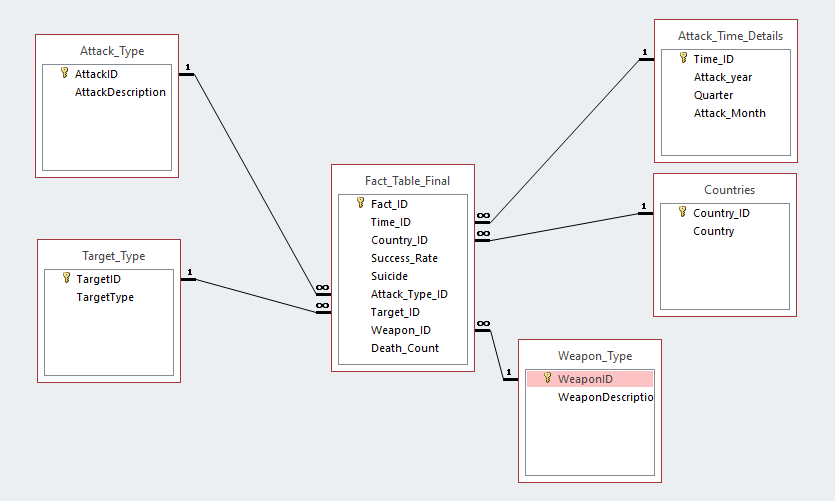 Attack_Type
AttackID
AttackDescription
1
Target_Type
TargetID
TargetType
1
Fact_Table_Final
Fact_ID
Time_ID
Country_ID
Success_Rate
Suicide
Attack_Type_ID
Target_ID
Weapon_ID
Death_Count
∞
∞
∞
∞
∞
Attack_Time_Details
Time_ID
Attack_year
Quarter
Attack_Month
1
Countries
Country_ID
Country
1
Weapon_Type
WeaponID
WeaponDescriptio
1